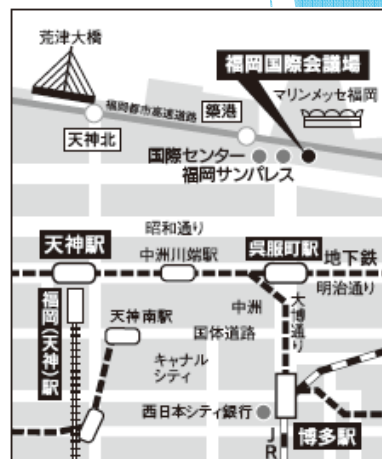 荒津大橋
福岡国際会議場
マリンメッセ福岡
福岡都市高速道路
築港
天神北
国際センター
福岡サンパレス
昭和通り
天神駅
中洲川端駅
呉服町駅
地下鉄
明治通り
福岡(天神)駅
天神南駅
中洲
大博通り
国体道路
キャナル
シティ
西日本シティ銀行
博多駅
JR